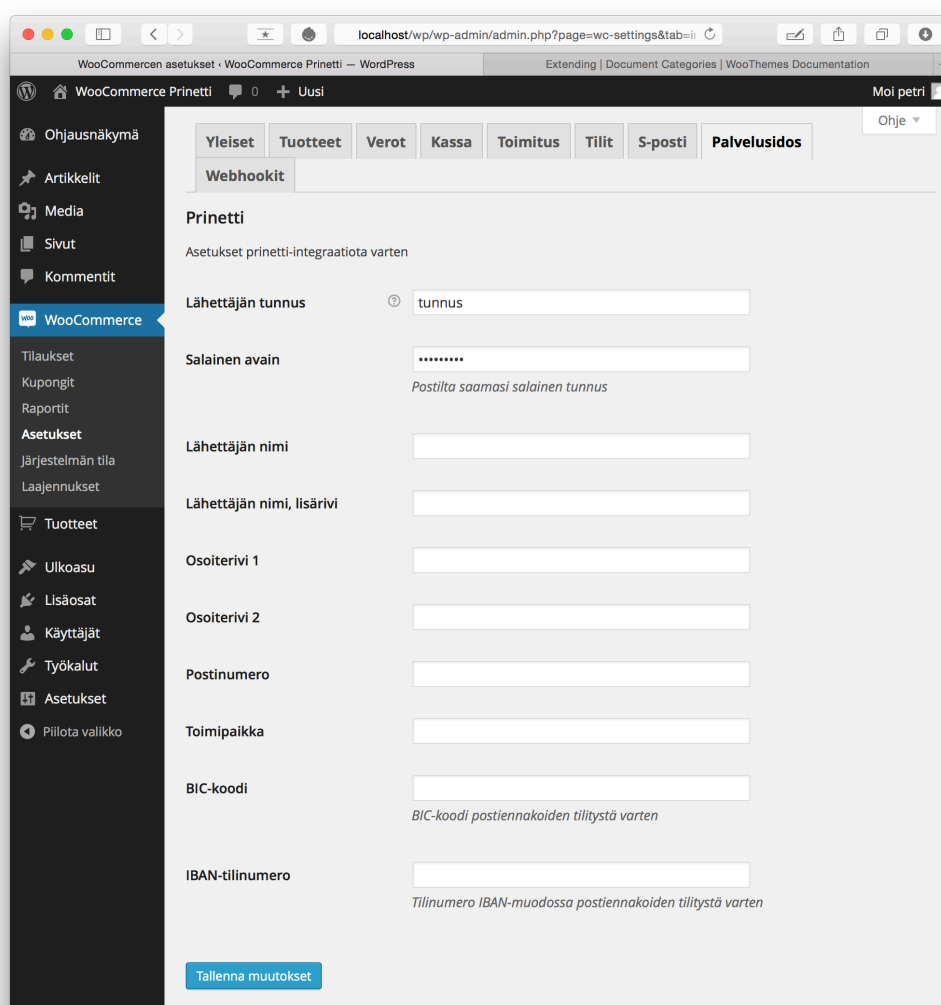 localhost/wp/wp-admin/admin.php?page=wc-settings&tab=i
WooCommercen asetukset ‹ WooCommerce Prinetti — WordPress
Extending | Document Categories | WooThemes Documentation
WooCommerce Prinetti 0 + Uusi
Moi petri
Ohje
Ohjausnäkymä
Artikkelit
Media
Sivut
Kommentit
woo WooCommerce
Tilaukset
Kupongit
Raportit
Asetukset
Järjestelmän tila
Laajennukset
Tuotteet
Ulkoasu
Lisäosat
Käyttäjät
Työkalut
Asetukset
Piilota valikko
Yleiset Tuotteet Verot Kassa Toimitus Tilit S-posti Palvelusidos
Webhookit
Prinetti
Asetukset prinetti-integraatiota varten
Lähettäjän tunnus ? tunnus
Salainen avain •••••••••
Postilta saamasi salainen tunnus
Lähettäjän nimi
Lähettäjän nimi, lisärivi
Osoiterivi 1
Osoiterivi 2
Postinumero
Toimipaikka
BIC-koodi
BIC-koodi postiennakoiden tilitystä varten
IBAN-tilinumero
Tilinumero IBAN-muodossa postiennakoiden tilitystä varten
Tallenna muutokset